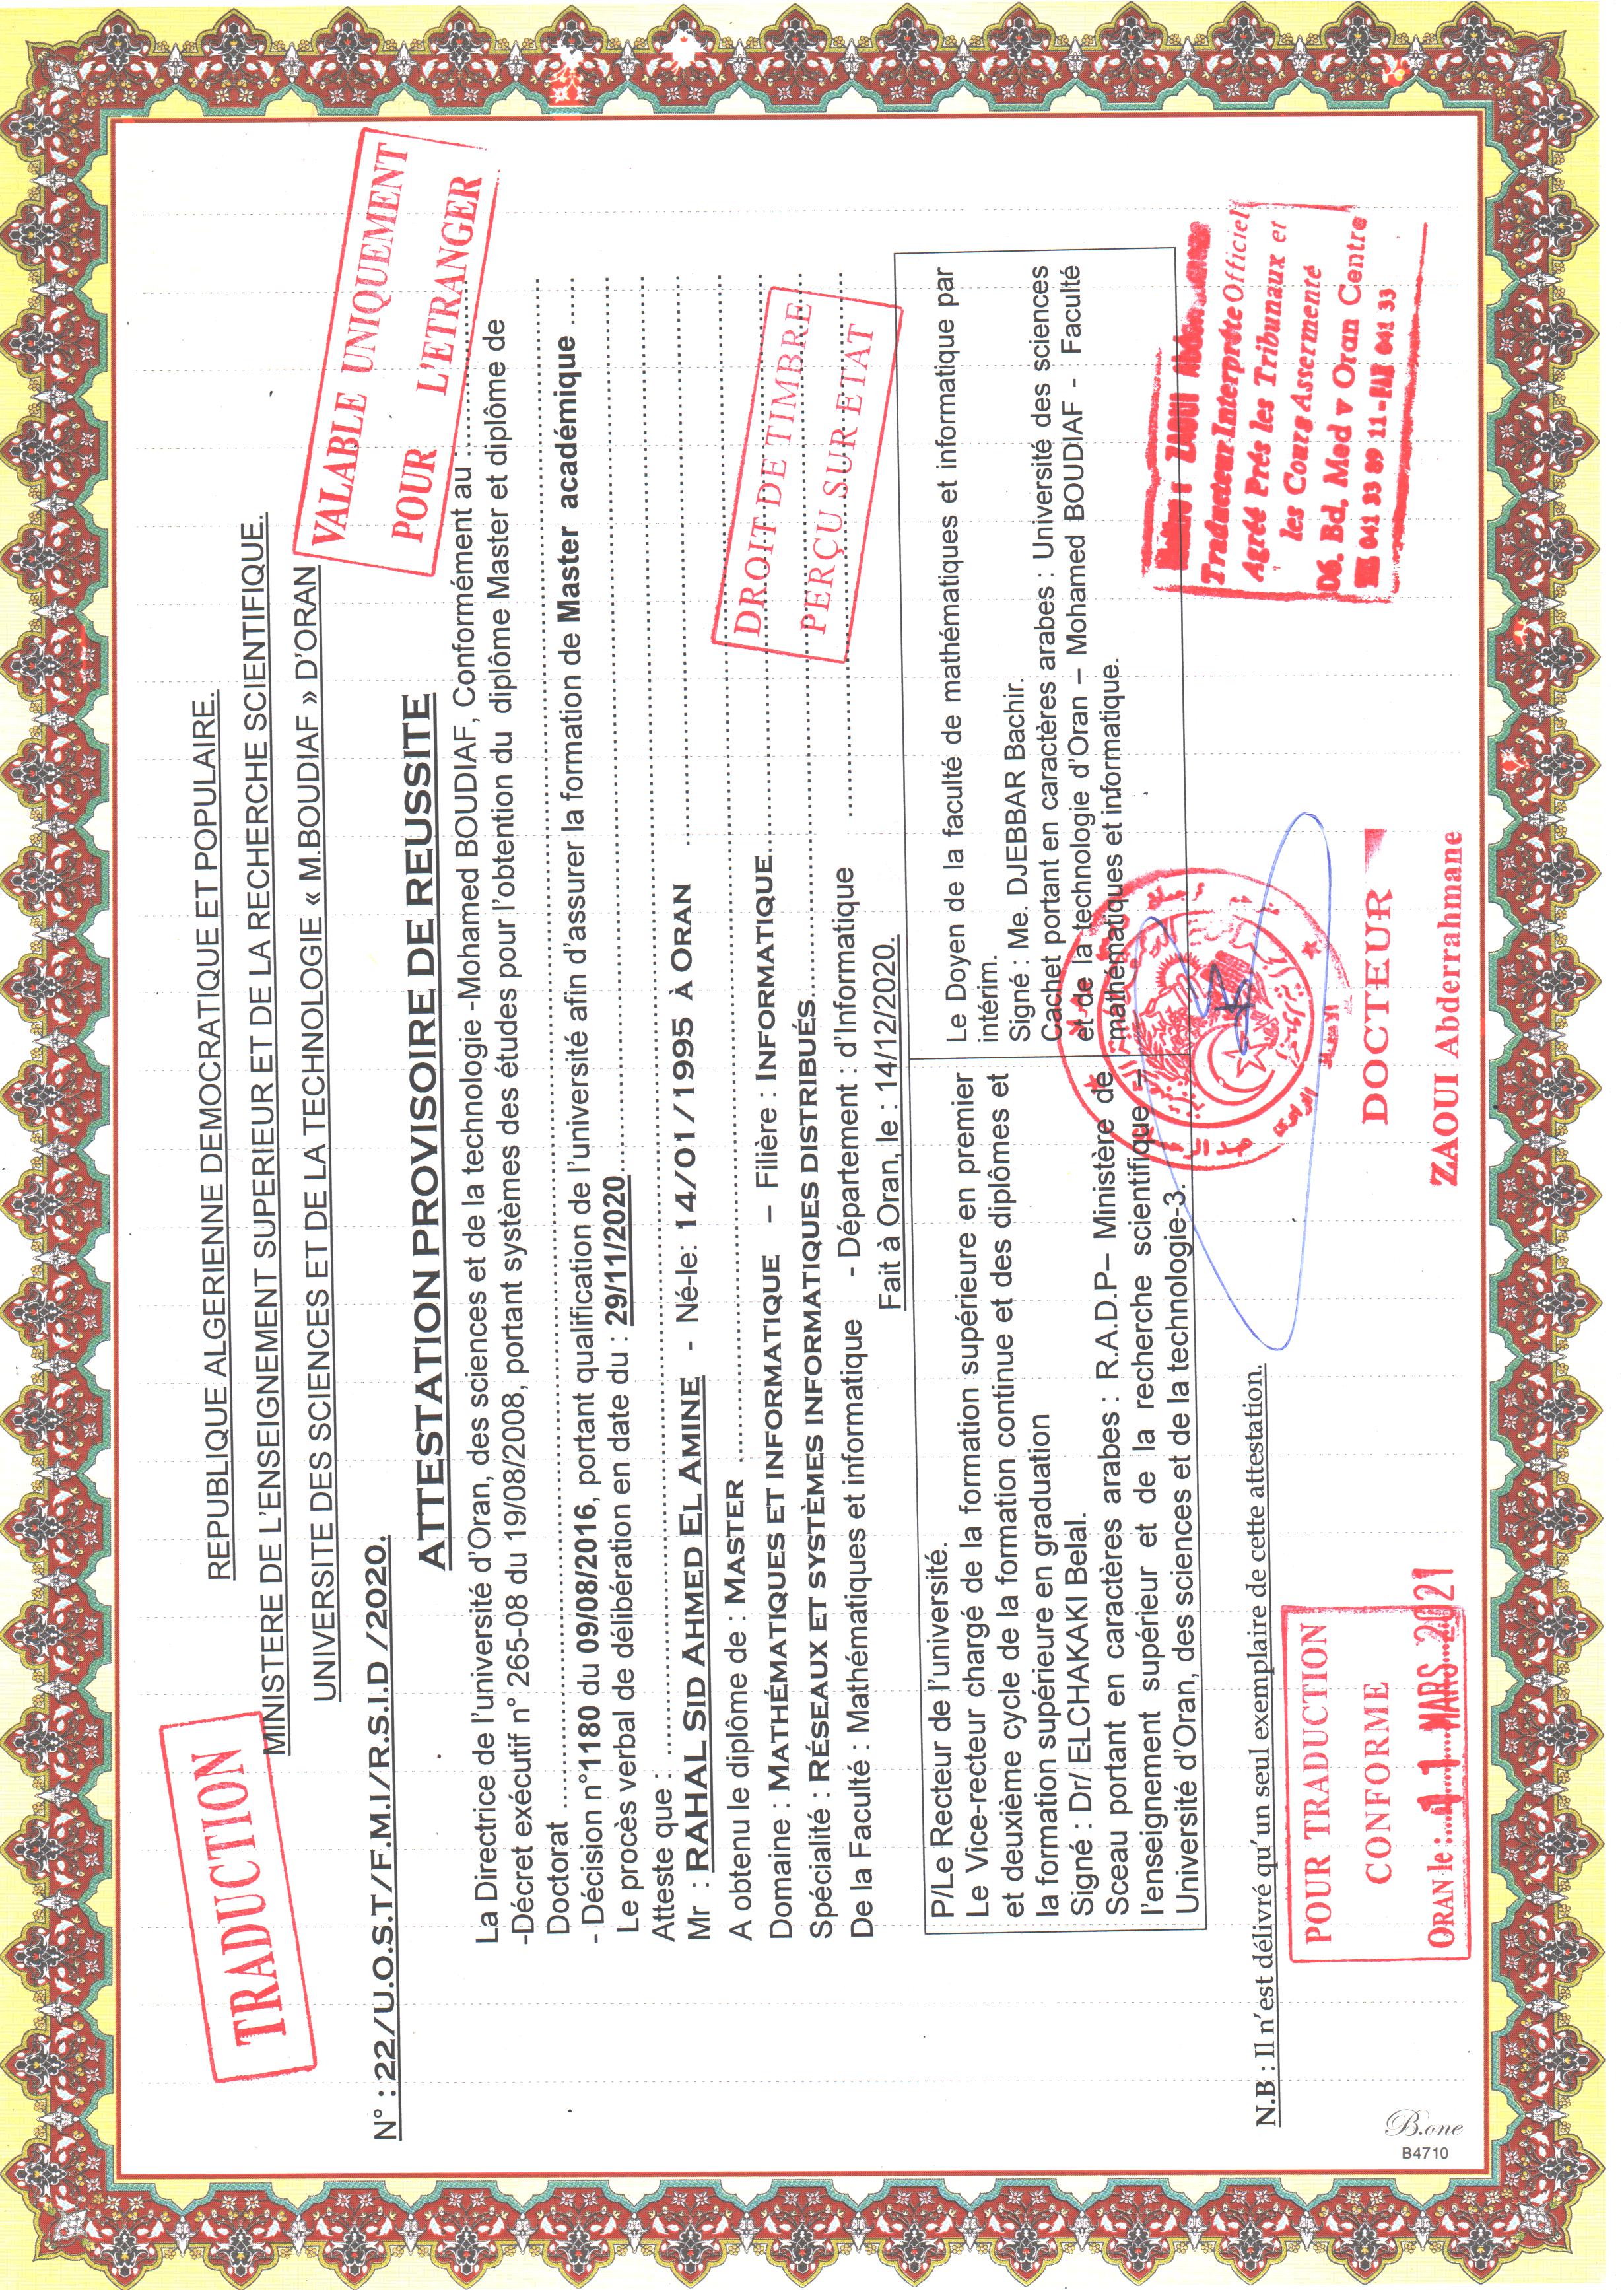 TRADUCTION
REPUBLIQUE ALGERIENNE DEMOCRATIQUE ET POPULAIRE.
MINISTERE DE L'ENSEIGNEMENT SUPERIEUR ET DE LA RECHERCHE SCIENTIFIQUE.
UNIVERSITE DES SCIENCES ET DE LA TECHNOLOGIE « M.BOUDIAF » D'ORAN
VALABLE UNIQUEMENT
POUR L'ETRANGER
N° : 22/U.O.S.T/F.M.I/R.S.I.D /2020.
ATTESTATION PROVISOIRE DE REUSSITE
La Directrice de l'université d'Oran, des sciences et de la technologie -Mohamed BOUDIAF, Conformément au :....................
-Décret exécutif n° 265-08 du 19/08/2008, portant systèmes des études pour l'obtention du diplôme Master et diplôme de
Doctorat ....................
- Décision n°1180 du 09/08/2016, portant qualification de l'université afin d'assurer la formation de Master académique ......
Le procès verbal de délibération en date du : 29/11/2020....................
Atteste que : ....................
Mr : RAHAL SID AHMED EL AMINE - Né-le: 14/01/1995 À ORAN ....................
A obtenu le diplôme de : MASTER ....................
Domaine : MATHÉMATIQUES ET INFORMATIQUE – Filière : INFORMATIQUE....................
Spécialité : RÉSEAUX ET SYSTÈMES INFORMATIQUES DISTRIBUÉS....................
De la Faculté : Mathématiques et informatique - Département : d'Informatique ....................
DROIT DE TIMBRE
PERÇU SUR ETAT
Fait à Oran, le : 14/12/2020.
P/Le Recteur de l'université.
Le Vice-recteur chargé de la formation supérieure en premier
et deuxième cycle de la formation continue et des diplômes et
la formation supérieure en graduation
Signé : Dr/ ELCHAKAKI Belal.
Sceau portant en caractères arabes : R.A.D.P– Ministère de
l'enseignement supérieur et de la recherche scientifique –
Université d'Oran, des sciences et de la technologie-3.
Le Doyen de la faculté de mathématiques et informatique par
intérim.
Signé : Me. DJEBBAR Bachir.
Cachet portant en caractères arabes : Université des sciences
et de la technologie d'Oran – Mohamed BOUDIAF - Faculté
mathématiques et informatique.
N.B : Il n'est délivré qu'un seul exemplaire de cette attestation.
POUR TRADUCTION
CONFORME
ORAN le : 11 MARS 2021
DOCTEUR
ZAOUI Abderrahmane
Maître : ZAOUI
Traducteur Interprête Officiel
Agréé Prés les Tribunaux et
les Cours Assermenté
06. Bd. Med v Oran Centre
041 33 89 11 - FAX 041 33
B.one
B4710